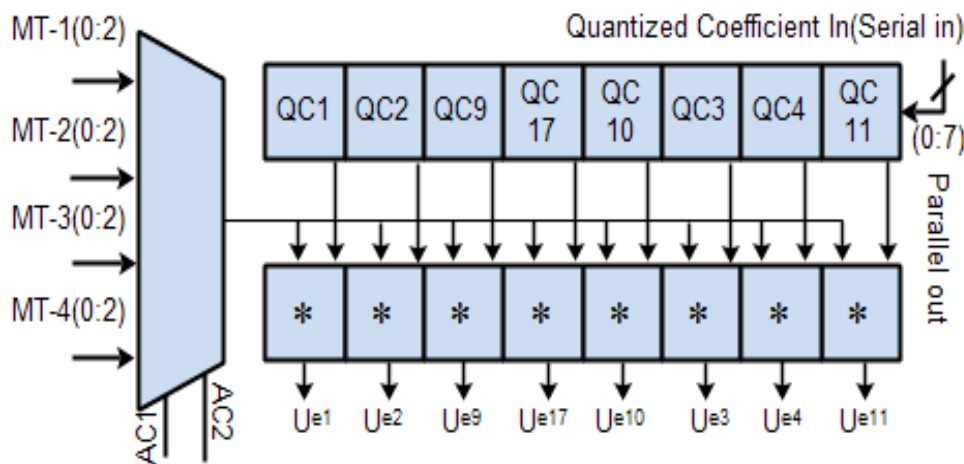 MT-1(0:2)
MT-2(0:2)
MT-3(0:2)
MT-4(0:2)
AC1
AC2
Quantized Coefficient In(Serial in)
(0:7)
QC1 QC2 QC9 QC 17 QC 10 QC3 QC4 QC 11
Parallel out
* * * * * * * *
Ue1 Ue2 Ue9 Ue17 Ue10 Ue3 Ue4 Ue11